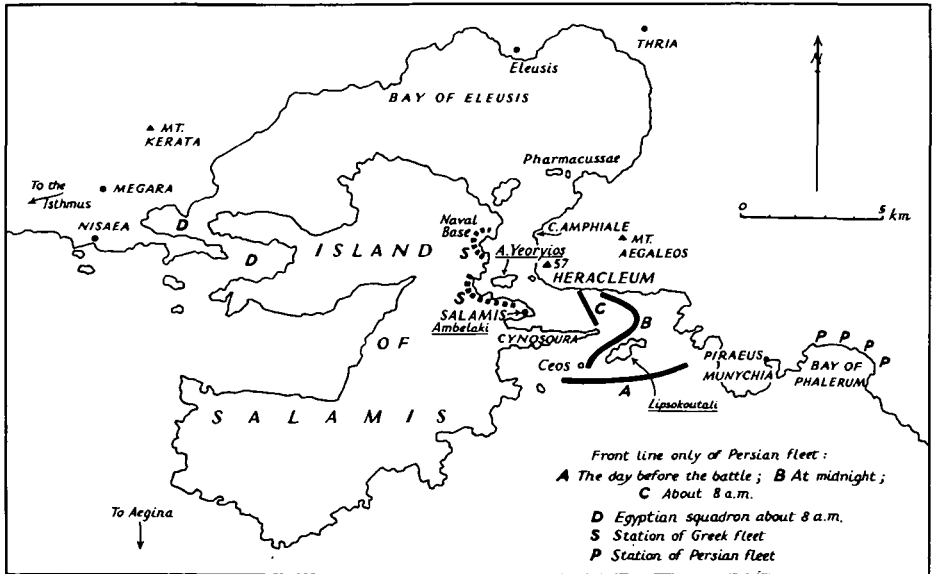 THRIA
Eleusis
BAY OF ELEUSIS
N
MT.
KERATA
Pharmacussae
To the
Isthmus
MEGARA
0 5
km
NISAEA
D
Naval
Base
C. AMPHIALE
MT.
AEGALEOS
D
ISLAND
S
A. Yeoryios
57
HERACLEUM
S
SALAMIS
Ambelaki
C
B
P P P P
OF
CYNOSOURA
Ceos
PIRAEUS
MUNYCHIA
BAY OF
PHALERUM
A
Lipsokoutali
SALAMIS
Front line only of Persian fleet :
A The day before the battle ; B At midnight ;
C About 8 a.m.
To Aegina
D Egyptian squadron about 8 a.m.
S Station of Greek fleet
P Station of Persian fleet